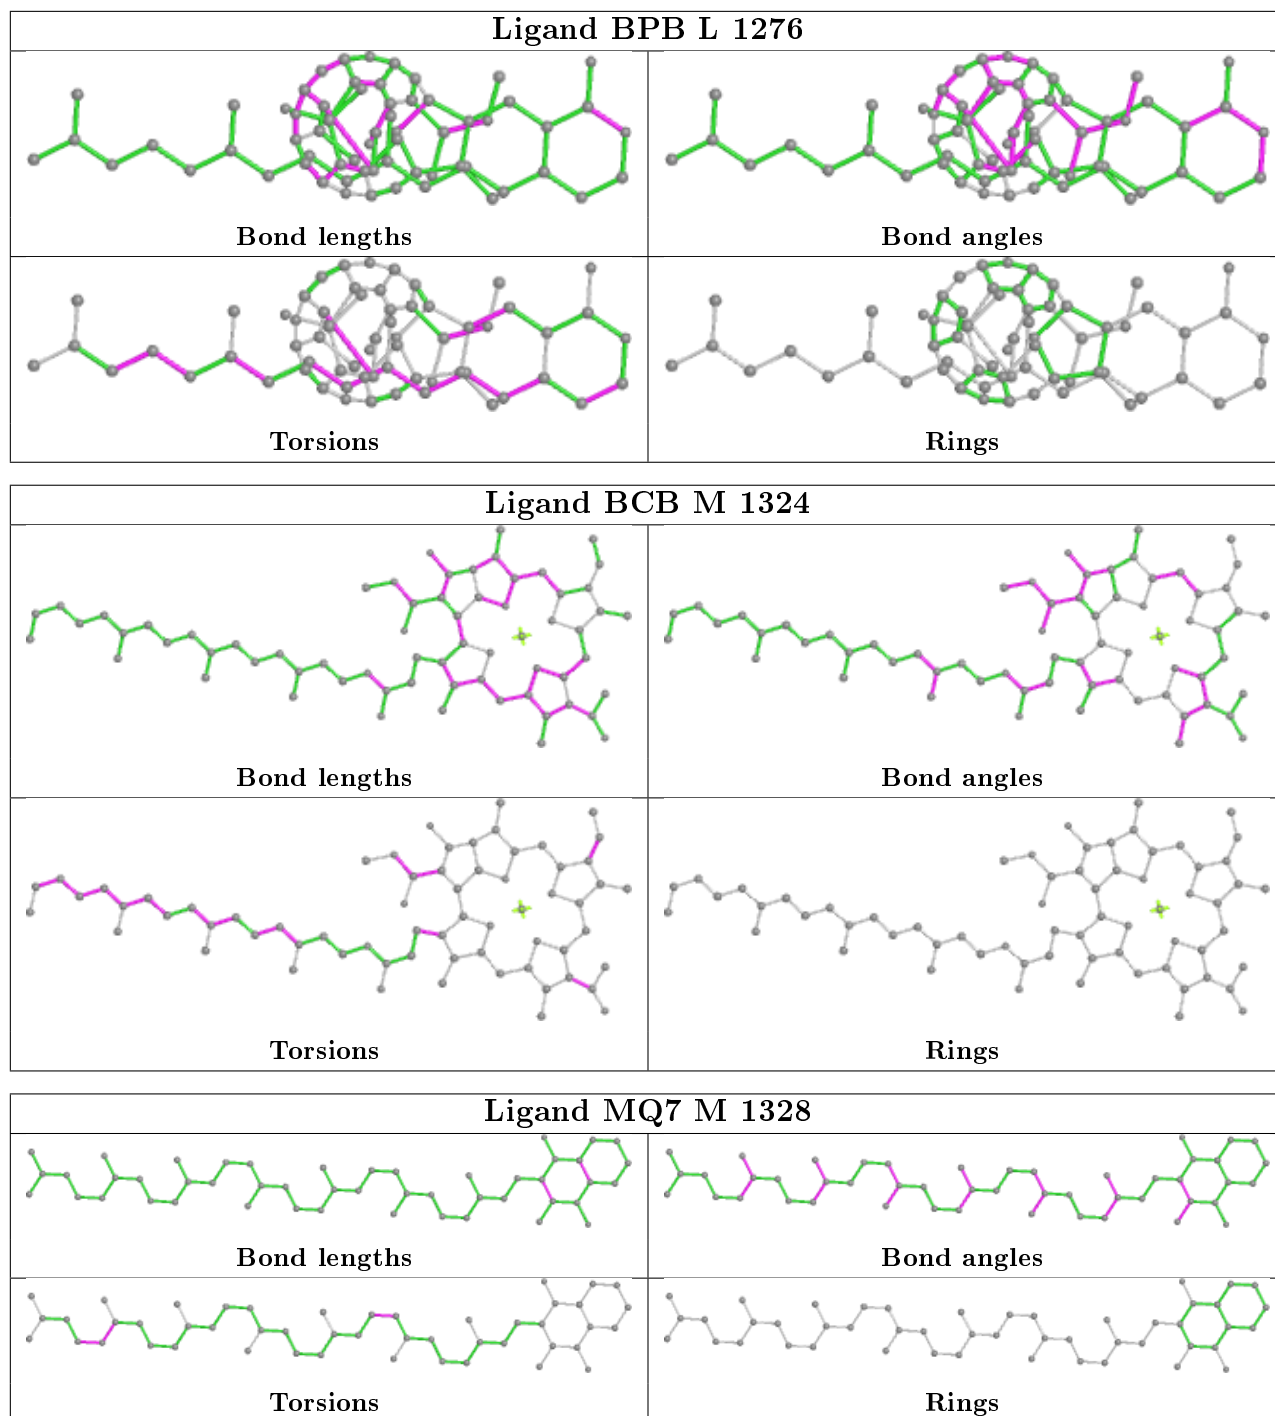 Ligand BPB L 1276
Bond lengths
Bond angles
Torsions
Rings
Ligand BCB M 1324
Bond lengths
Bond angles
Torsions
Rings
Ligand MQ7 M 1328
Bond lengths
Bond angles
Torsions
Rings